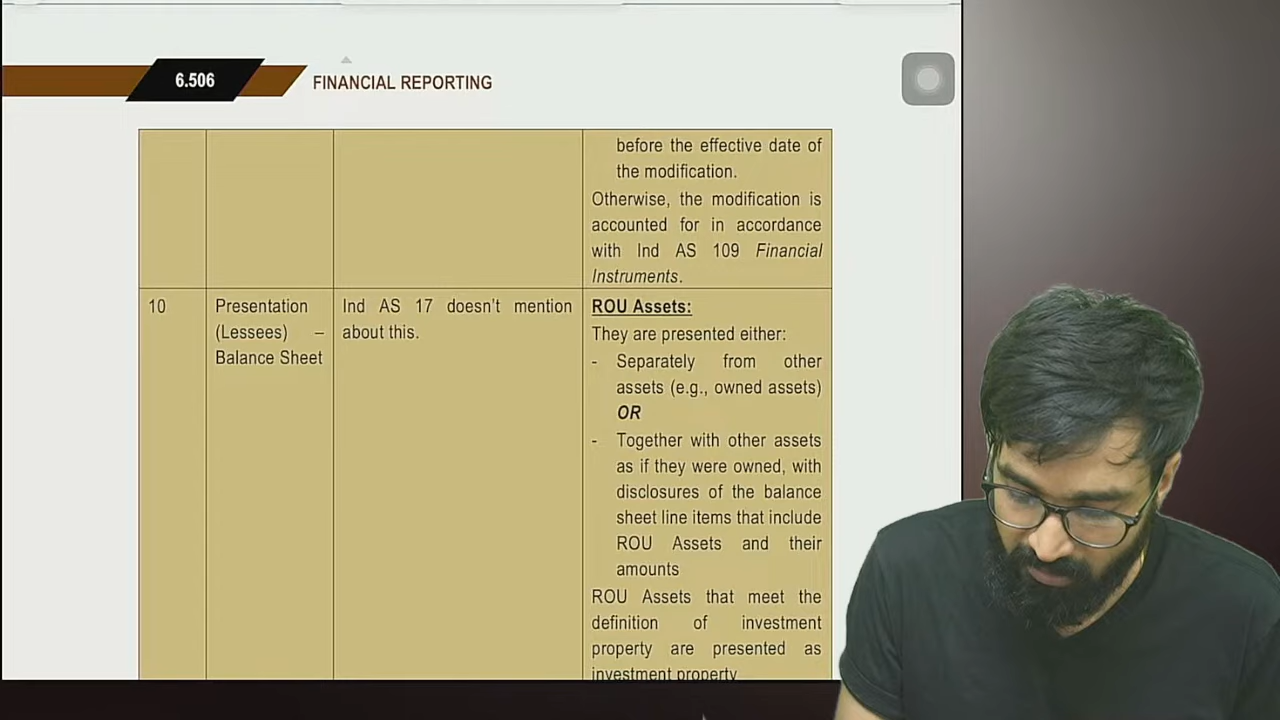 6.506
FINANCIAL REPORTING
before the effective date of
the modification.
Otherwise, the modification is
accounted for in accordance
with Ind AS 109 Financial
Instruments.
10
Presentation
(Lessees) –
Balance Sheet
Ind AS 17 doesn't mention
about this.
ROU Assets:
They are presented either:
- Separately from other
assets (e.g., owned assets)
OR
- Together with other assets
as if they were owned, with
disclosures of the balance
sheet line items that include
ROU Assets and their
amounts
ROU Assets that meet the
definition of investment
property are presented as
investment property